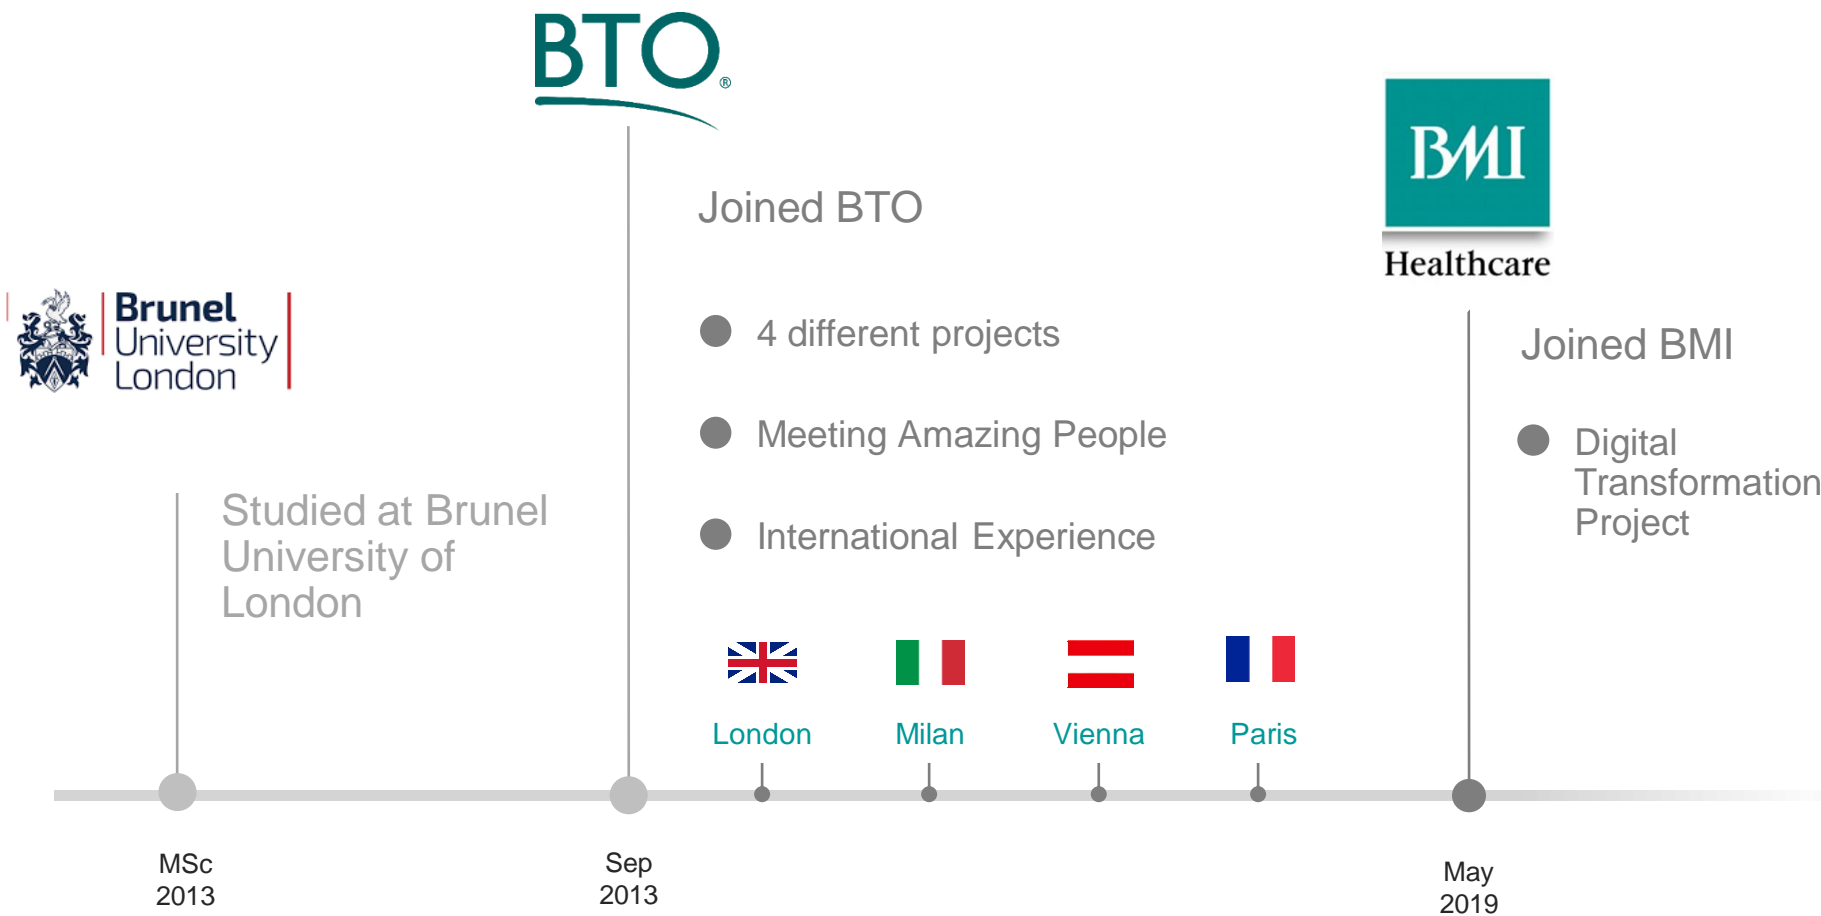 BTO®
BMI
Healthcare
Brunel
University
London
Joined BTO
4 different projects
Meeting Amazing People
International Experience
Joined BMI
Digital
Transformation
Project
Studied at Brunel
University of
London
London
Milan
Vienna
Paris
MSc
2013
Sep
2013
May
2019